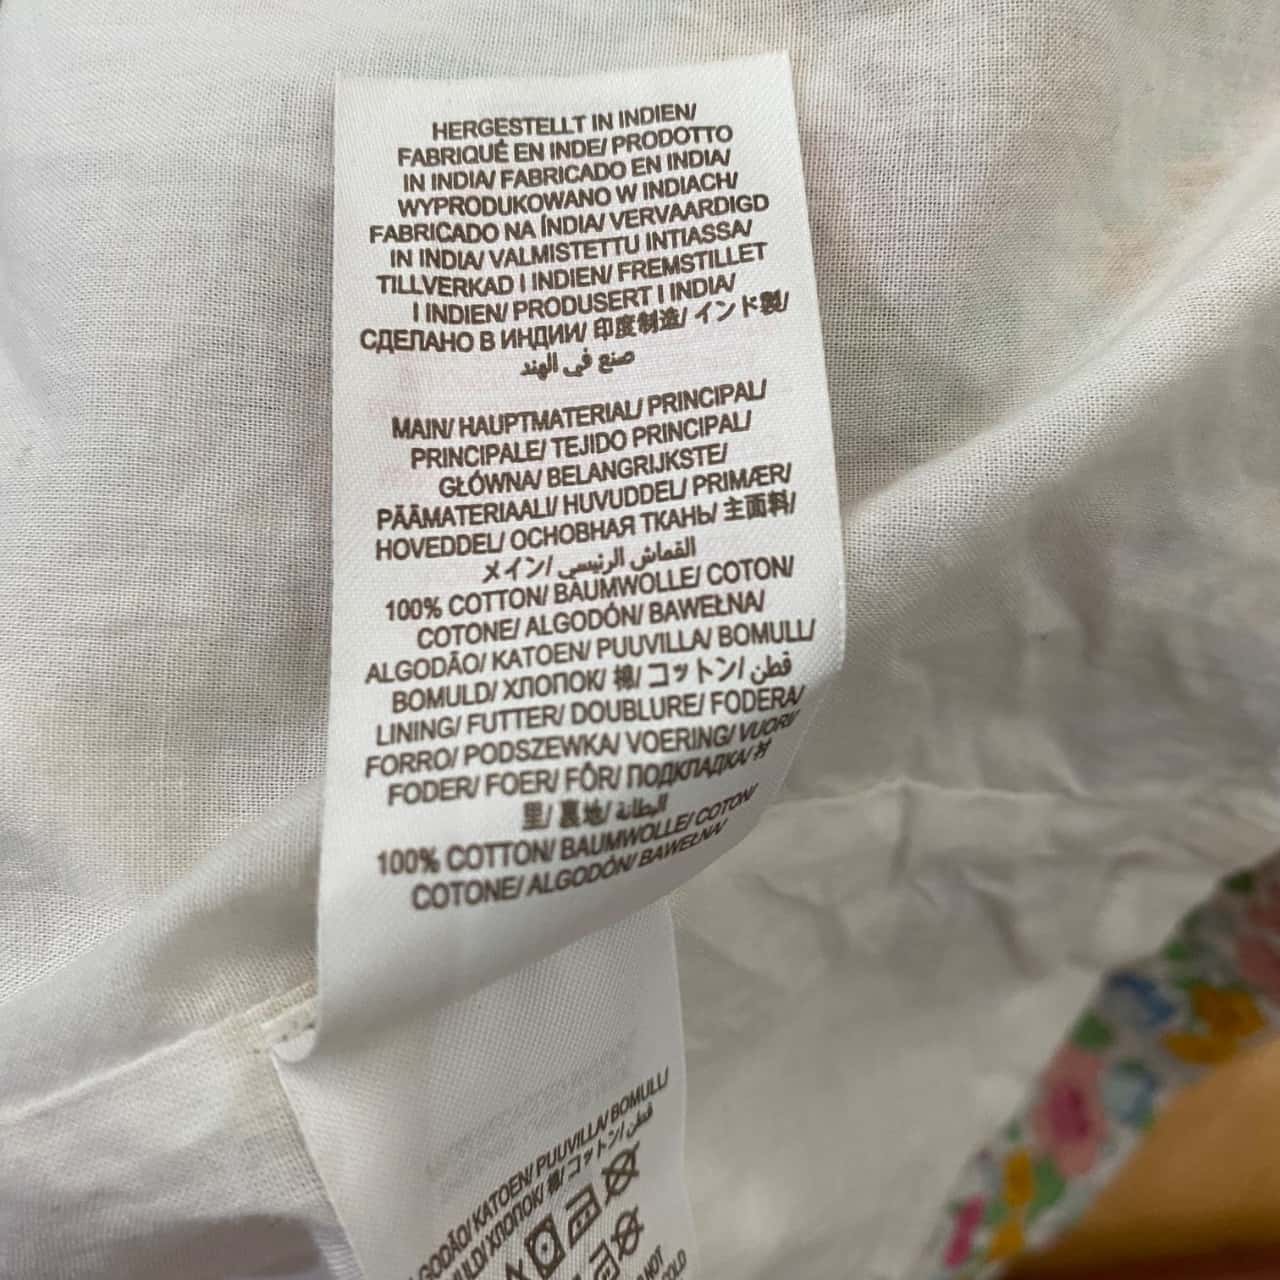 HERGESTELLT IN INDIEN/
FABRIQUÉ EN INDE/ PRODOTTO
IN INDIA/ FABRICADO EN INDIA/
WYPRODUKOWANO W INDIACH/
FABRICADO NA ÍNDIA/ VERVAARDIGD
IN INDIA/ VALMISTETTU INTIASSA/
TILLVERKAD I INDIEN/ FREMSTILLET
I INDIEN/ PRODUSERT I INDIA/
СДЕЛАНО В ИНДИИ/ 印度制造/ インド製/
صنع في الهند
MAIN/ HAUPTMATERIAL/ PRINCIPAL/
PRINCIPALE/ TEJIDO PRINCIPAL/
GŁÓWNA/ BELANGRIJKSTE/
PÄÄMATERIAALI/ HUVUDDEL/ PRIMÆR/
HOVEDDEL/ ОСНОВНАЯ ТКАНЬ/ 主面料/
メイン/ القماش الرئيسي
100% COTTON/ BAUMWOLLE/ COTON/
COTONE/ ALGODÓN/ BAWEŁNA/
ALGODÃO/ KATOEN/ PUUVILLA/ BOMULL/
BOMULD/ ХЛОПОК/ 棉/ コットン/ قطن
LINING/ FUTTER/ DOUBLURE/ FODERA/
FORRO/ PODSZEWKA/ VOERING/ VUORI/
FODER/ FOER/ FÔR/ ПОДКЛАДКА/ 衬
里/ 裏地/ البطانة
100% COTTON/ BAUMWOLLE/ COTON/
COTONE/ ALGODÓN/ BAWEŁNA/
ALGODÃO/ KATOEN/ PUUVILLA/ BOMULL/
ХЛОПОК/ 棉/ コットン/ قطن